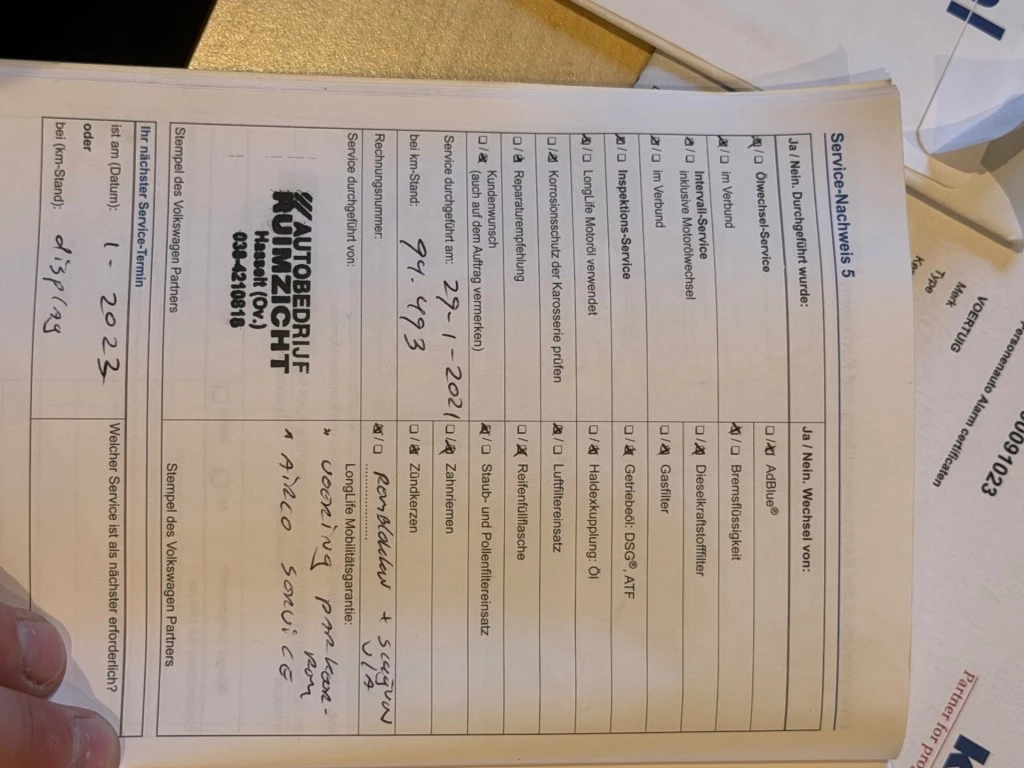 Service-Nachweis 5
Ja / Nein. Durchgeführt wurde:
☒/☐ Ölwechsel-Service
☒/☐ im Verbund
☒/☐ Intervall-Service
inklusive Motorölwechsel
☒/☐ im Verbund
☒/☐ Inspektions-Service
☒/☐ LongLife Motoröl verwendet
☐/☒ Korrosionsschutz der Karosserie prüfen
☐/☒ Reparaturempfehlung
☐/☒ Kundenwunsch
(auch auf dem Auftrag vermerken)
Service durchgeführt am: 29-1-2021
bei km-Stand: 94.493
Rechnungsnummer:
Service durchgeführt von:
AUTOBEDRIJF
RUIMZICHT
Hasselt (Ov.)
038-4210818
Stempel des Volkswagen Partners
Ja / Nein. Wechsel von:
☐/☒ AdBlue®
☒/☐ Bremsflüssigkeit
☐/☒ Dieselkraftstofffilter
☐/☒ Gasfilter
☐/☒ Getriebeöl: DSG®, ATF
☐/☒ Haldexkupplung: Öl
☒/☐ Luftfiltereinsatz
☐/☒ Reifenfüllflasche
☒/☐ Staub- und Pollenfiltereinsatz
☐/☒ Zahnriemen
☐/☒ Zündkerzen
☒/☐ Remblokken +
V/A
LongLife Mobilitätsgarantie:
AIRCO SERVICE
Stempel des Volkswagen Partners
Ihr nächster Service-Termin
ist am (Datum): 1-2023
oder
bei (km-Stand): display
Welcher Service ist als nächster erforderlich?
Personenauto Alarm certificaten
VOERTUIG
Merk
Type
Partner for